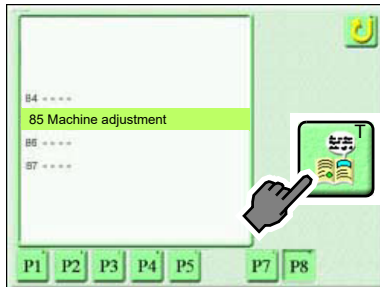 84 ----
85 Machine adjustment
86 ----
87 ----
T
P1 P2 P3 P4 P5 P7 P8